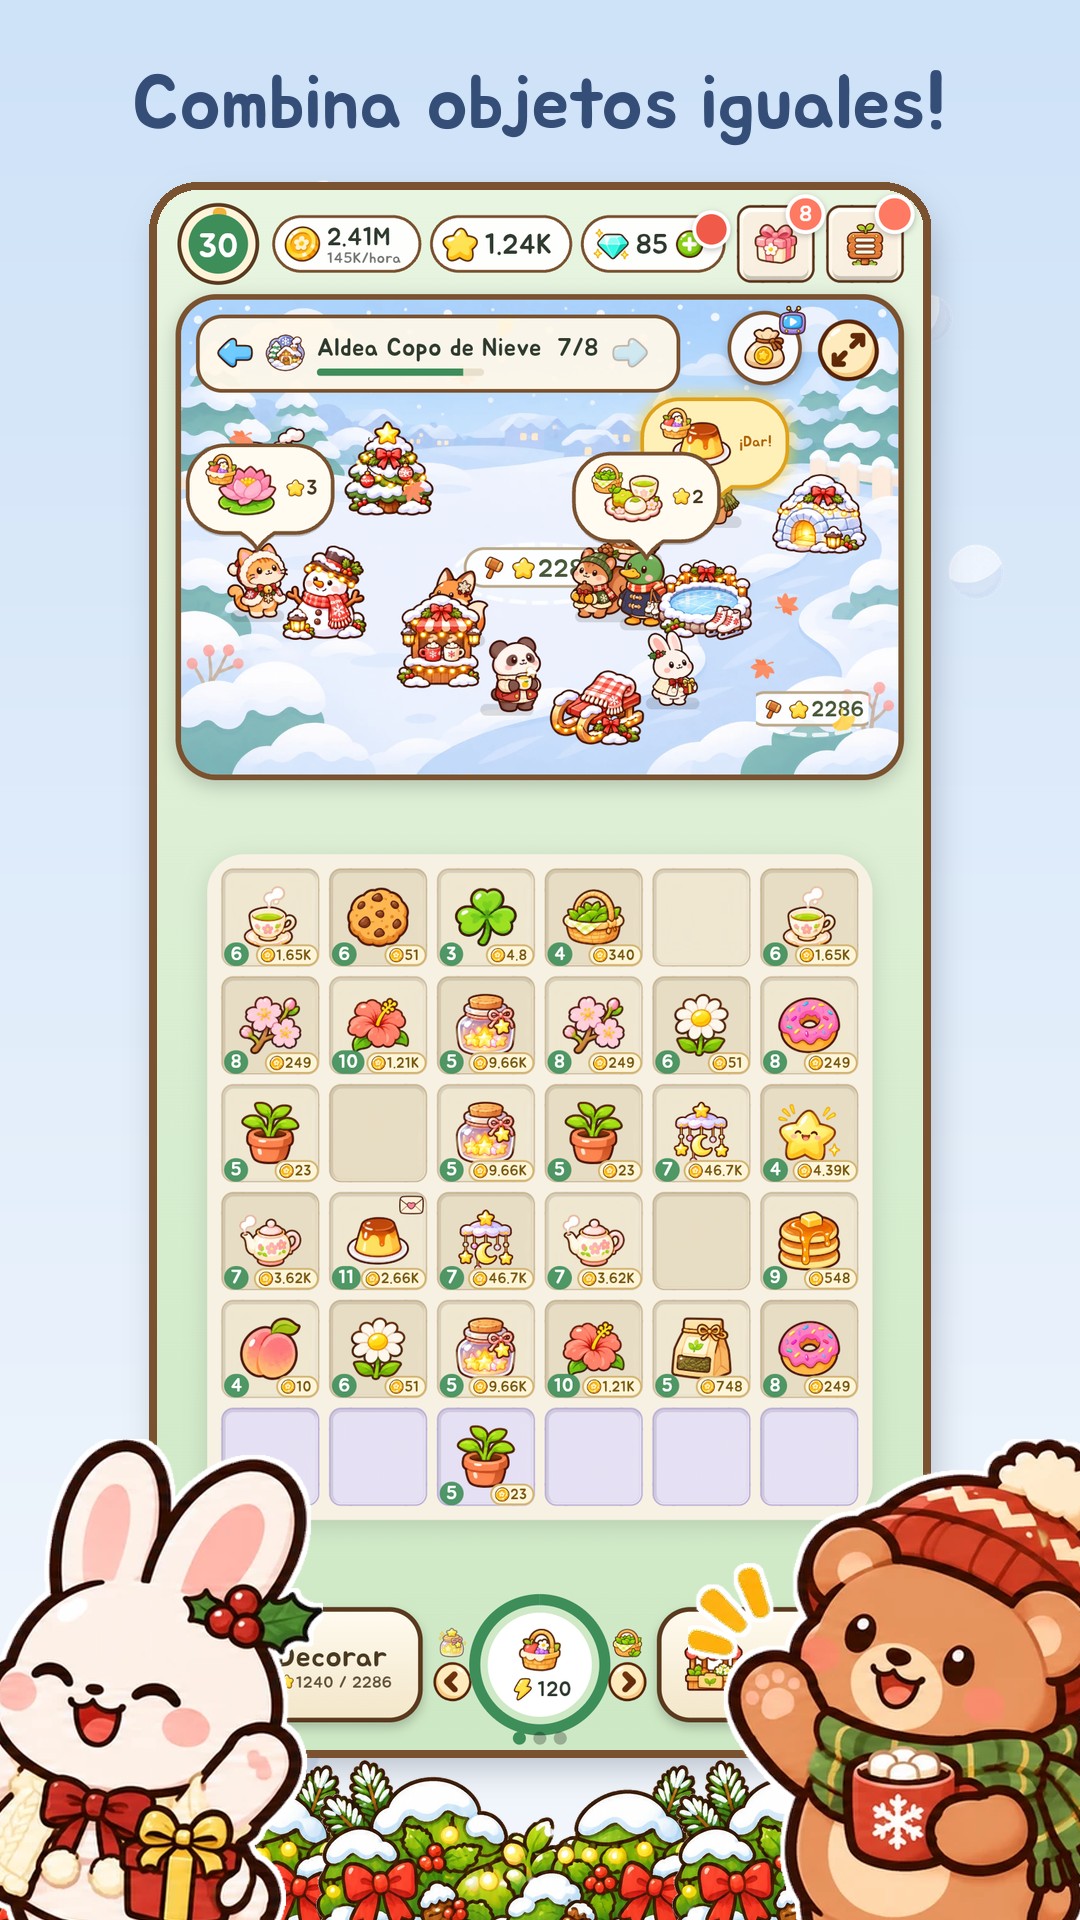 Combina objetos iguales!
30
2.41M
145K/hora
1.24K
85
8
Aldea Copo de Nieve 7/8
¡Dar!
3
2
228
2286
6 1.65K
6 51
3 4.8
4 340
6 1.65K
8 249
10 1.21K
5 9.66K
8 249
6 51
8 249
5 23
5 9.66K
5 23
7 46.7K
4 4.39K
7 3.62K
11 2.66K
7 46.7K
7 3.62K
9 548
4 10
6 51
5 9.66K
10 1.21K
5 748
8 249
5 23
Decorar
1240 / 2286
120